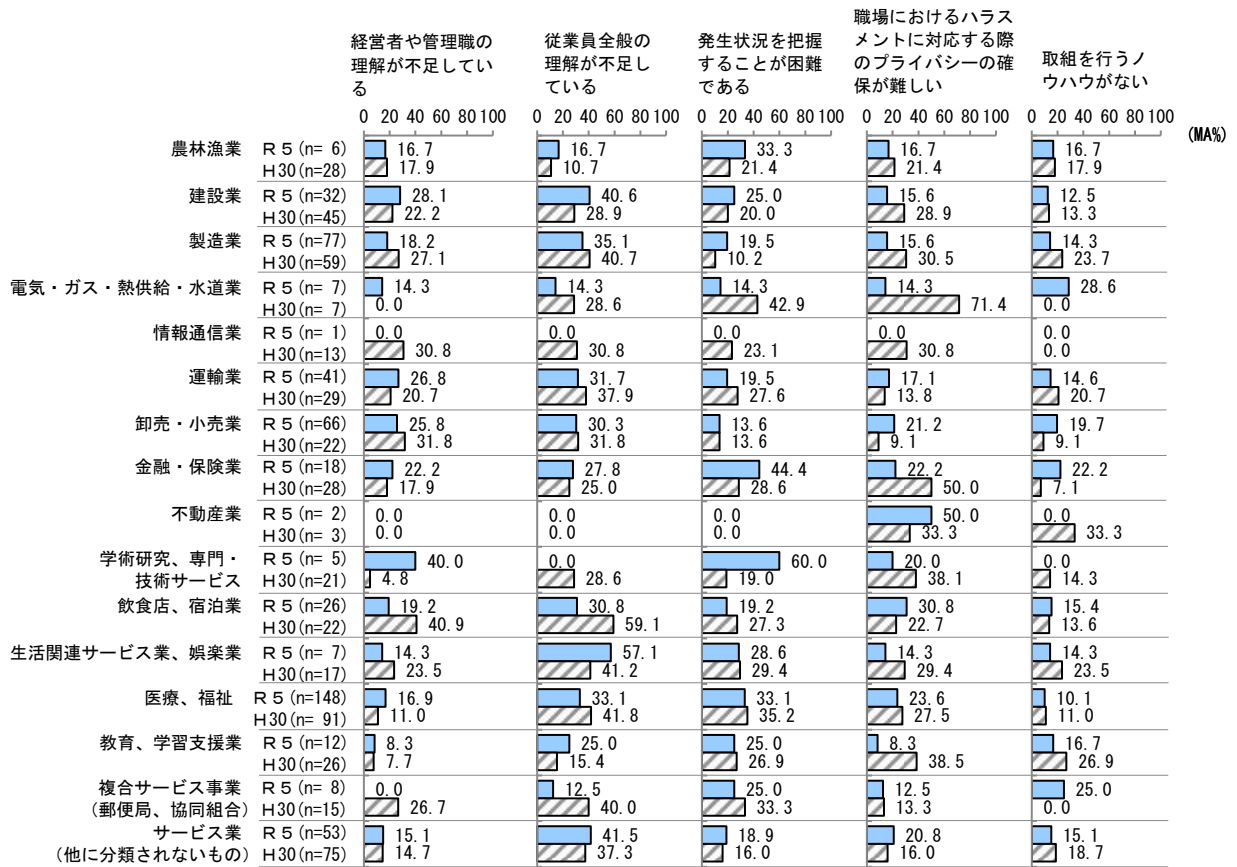 経営者や管理職の
理解が不足してい
る
従業員全般の
理解が不足し
ている
発生状況を把握
することが困難
である
職場におけるハラス
メントに対応する際
のプライバシーの確
保が難しい
取組を行うノ
ウハウがない
0 20 40 60 80 100 0 20 40 60 80 100 0 20 40 60 80 100 0 20 40 60 80 100 0 20 40 60 80 100
(MA%)
農林漁業 R５(n= 6) 16.7 16.7 33.3 16.7 16.7
H30(n=28) 17.9 10.7 21.4 21.4 17.9
建設業 R５(n=32) 28.1 40.6 25.0 15.6 12.5
H30(n=45) 22.2 28.9 20.0 28.9 13.3
製造業 R５(n=77) 18.2 35.1 19.5 15.6 14.3
H30(n=59) 27.1 40.7 10.2 30.5 23.7
電気・ガス・熱供給・水道業 R５(n= 7) 14.3 14.3 14.3 14.3 28.6
H30(n= 7) 0.0 28.6 42.9 71.4 0.0
情報通信業 R５(n= 1) 0.0 0.0 0.0 0.0 0.0
H30(n=13) 30.8 30.8 23.1 30.8 0.0
運輸業 R５(n=41) 26.8 31.7 19.5 17.1 14.6
H30(n=29) 20.7 37.9 27.6 13.8 20.7
卸売・小売業 R５(n=66) 25.8 30.3 13.6 21.2 19.7
H30(n=22) 31.8 31.8 13.6 9.1 9.1
金融・保険業 R５(n=18) 22.2 27.8 44.4 22.2 22.2
H30(n=28) 17.9 25.0 28.6 50.0 7.1
不動産業 R５(n= 2) 0.0 0.0 0.0 50.0 0.0
H30(n= 3) 0.0 0.0 0.0 33.3 33.3
学術研究、専門・ R５(n= 5) 40.0 0.0 60.0 20.0 0.0
技術サービス H30(n=21) 4.8 28.6 19.0 38.1 14.3
飲食店、宿泊業 R５(n=26) 19.2 30.8 19.2 30.8 15.4
H30(n=22) 40.9 59.1 27.3 22.7 13.6
生活関連サービス業、娯楽業 R５(n= 7) 14.3 57.1 28.6 14.3 14.3
H30(n=17) 23.5 41.2 29.4 29.4 23.5
医療、福祉 R５(n=148) 16.9 33.1 33.1 23.6 10.1
H30(n= 91) 11.0 41.8 35.2 27.5 11.0
教育、学習支援業 R５(n=12) 8.3 25.0 25.0 8.3 16.7
H30(n=26) 7.7 15.4 26.9 38.5 26.9
複合サービス事業 R５(n= 8) 0.0 12.5 25.0 12.5 25.0
(郵便局、協同組合) H30(n=15) 26.7 40.0 33.3 13.3 0.0
サービス業 R５(n=53) 15.1 41.5 18.9 20.8 15.1
(他に分類されないもの) H30(n=75) 14.7 37.3 16.0 16.0 18.7